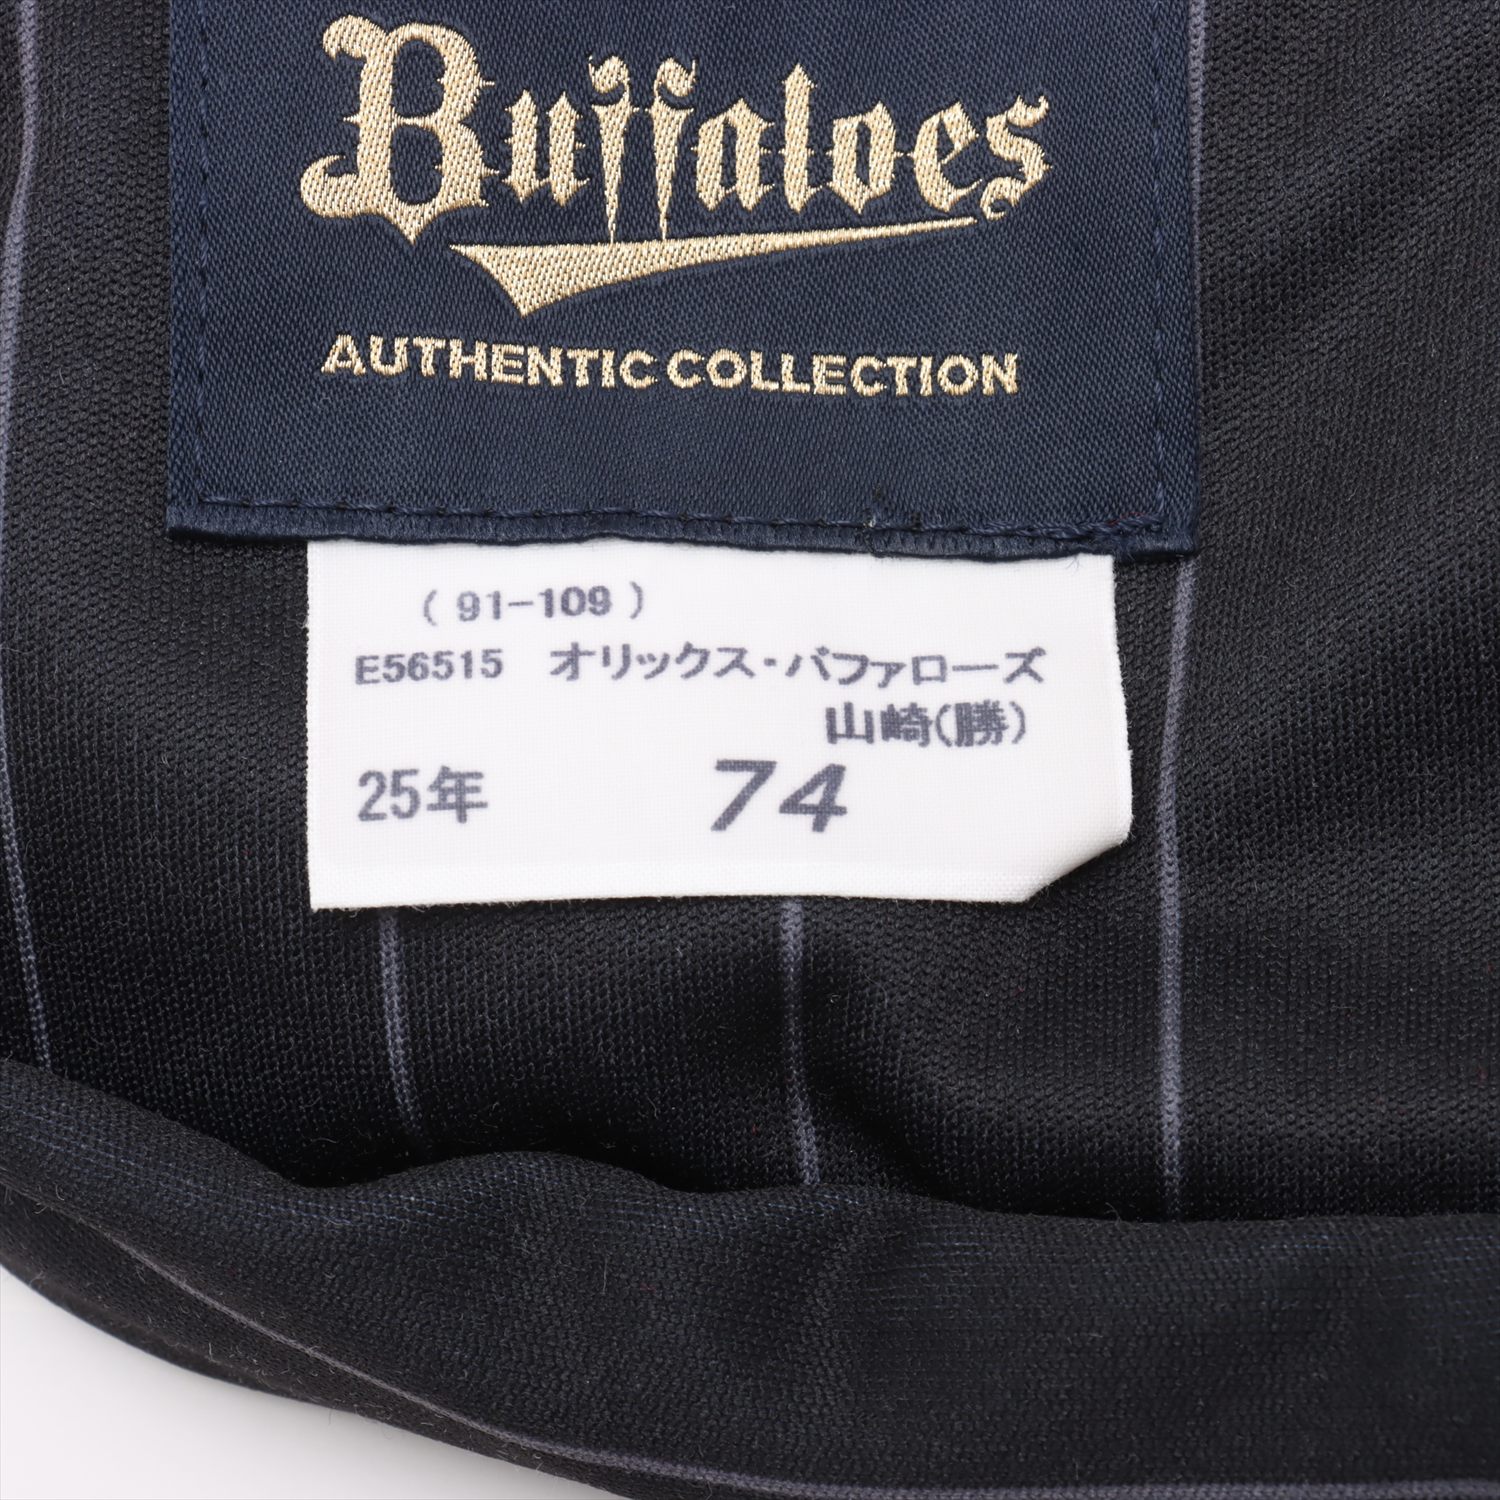 Buffaloes
AUTHENTIC COLLECTION
( 91-109 )
E56515 オリックス・バファローズ
山崎(勝)
25年 74